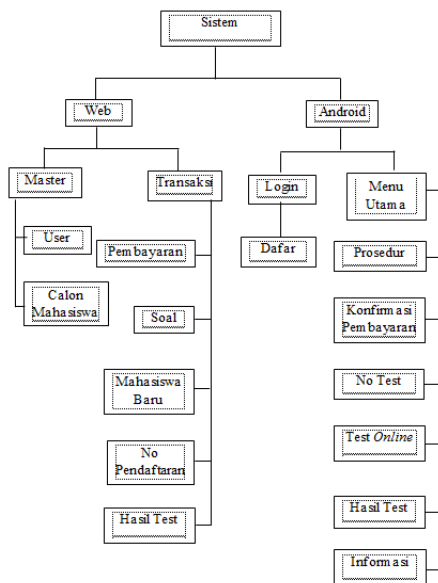 Sistem
Web
Android
Master
Transaksi
Login
Menu
Utama
User
Pembayaran
Dafar
Prosedur
Calon
Mahasiswa
Soal
Konfirmasi
Pembayaran
Mahasiswa
Baru
No Test
No
Pendaftaran
Test Online
Hasil Test
Hasil Test
Informasi